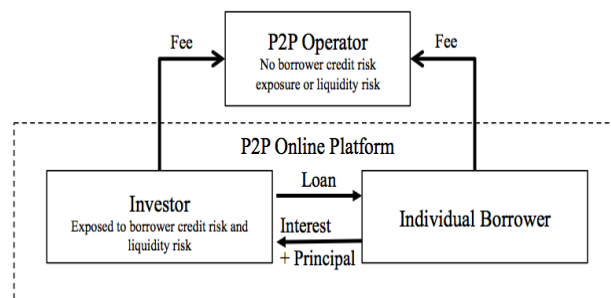 Fee
P2P Operator
Fee
No borrower credit risk
exposure or liquidity risk
P2P Online Platform
Investor
Exposed to borrower credit risk and
liquidity risk
Loan
Interest
+ Principal
Individual Borrower